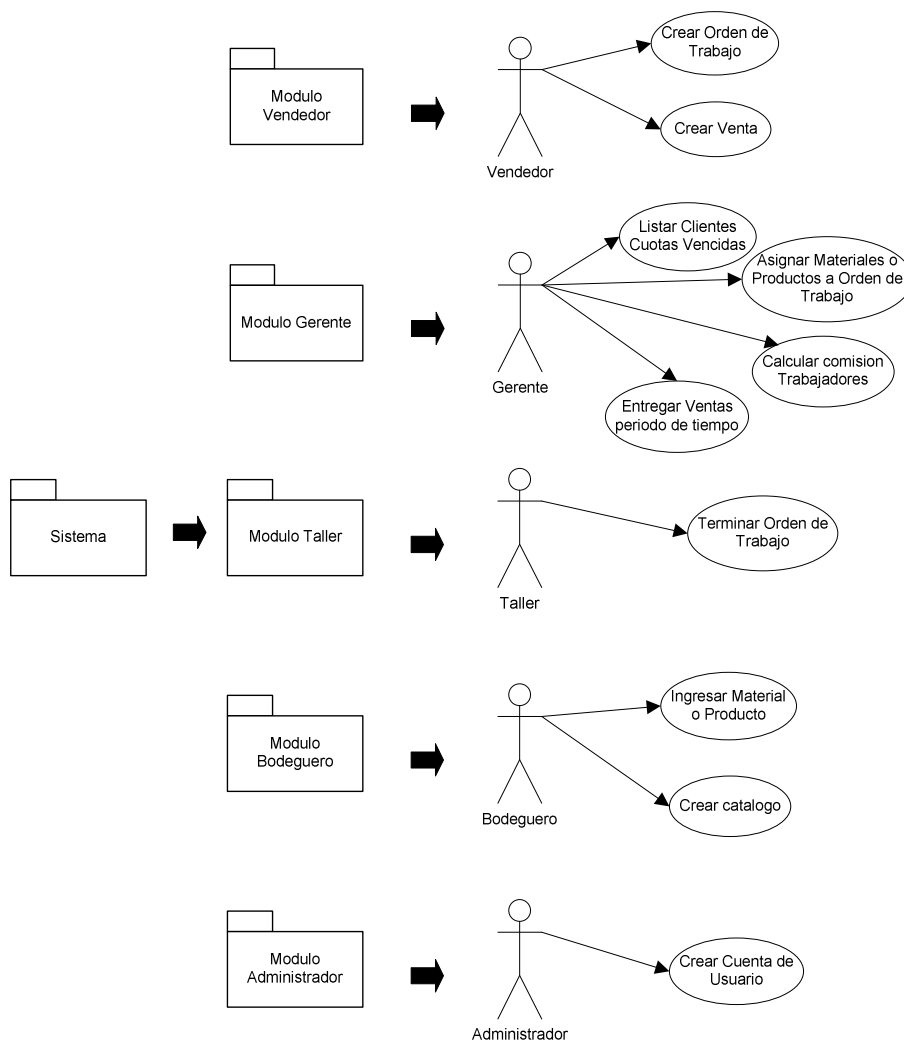 Modulo
Vendedor
Vendedor
Crear Orden de
Trabajo
Crear Venta
Modulo Gerente
Gerente
Listar Clientes
Cuotas Vencidas
Asignar Materiales o
Productos a Orden de
Trabajo
Calcular comision
Trabajadores
Entregar Ventas
periodo de tiempo
Sistema
Modulo Taller
Taller
Terminar Orden de
Trabajo
Modulo
Bodeguero
Bodeguero
Ingresar Material
o Producto
Crear catalogo
Modulo
Administrador
Administrador
Crear Cuenta de
Usuario